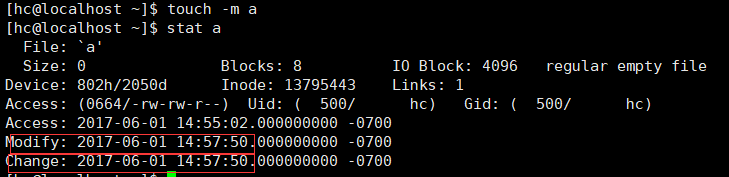 [hc@localhost ~]$ touch -m a
[hc@localhost ~]$ stat a
File: `a'
Size: 0 Blocks: 8 IO Block: 4096 regular empty file
Device: 802h/2050d Inode: 13795443 Links: 1
Access: (0664/-rw-rw-r--) Uid: ( 500/ hc) Gid: ( 500/ hc)
Access: 2017-06-01 14:55:02.000000000 -0700
Modify: 2017-06-01 14:57:50.000000000 -0700
Change: 2017-06-01 14:57:50.000000000 -0700
[hc@localhost ~]$